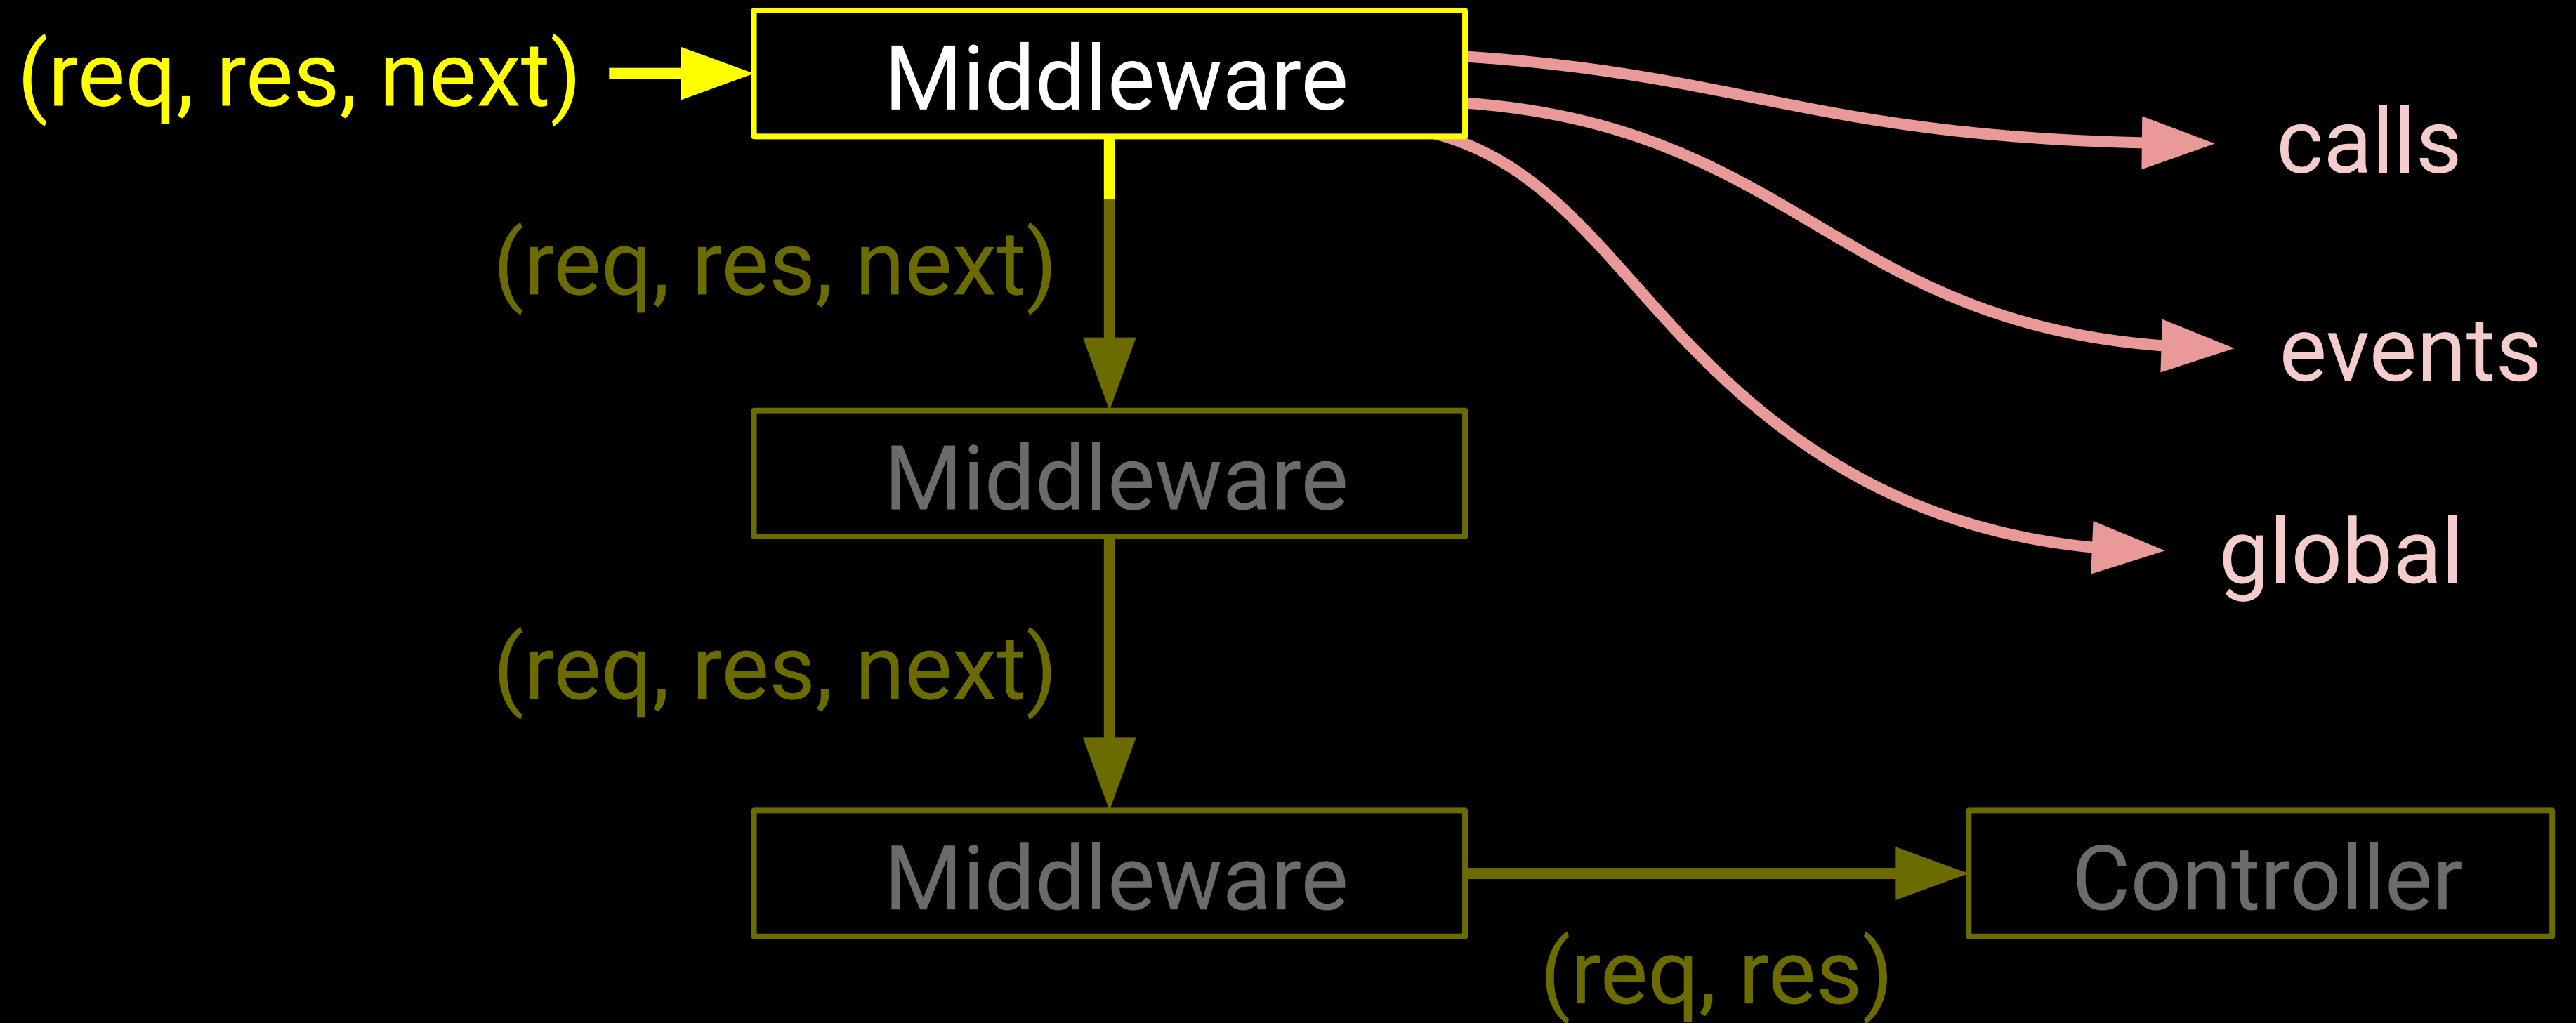 (req, res, next)
Middleware
calls
(req, res, next)
events
Middleware
global
(req, res, next)
Middleware
Controller
(req, res)